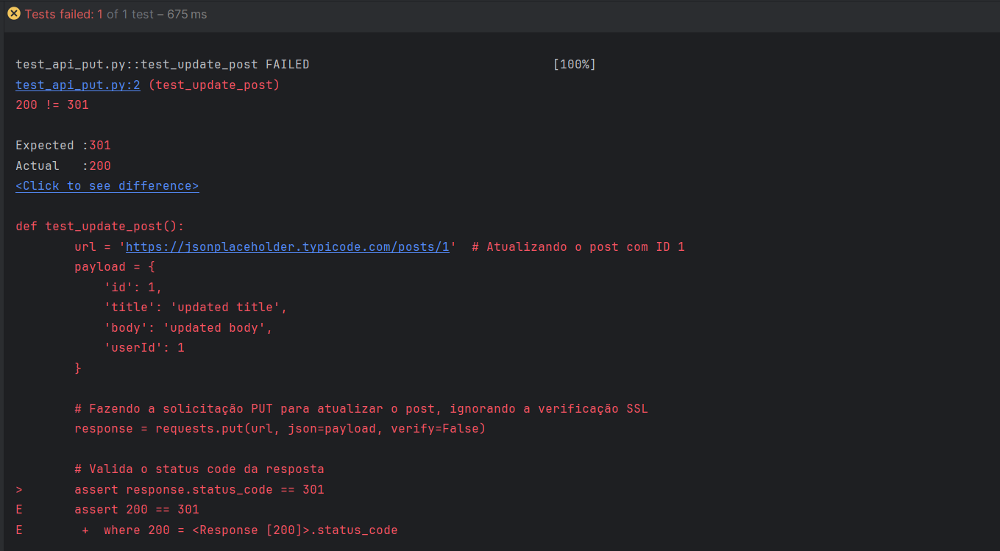 Tests failed: 1 of 1 test – 675 ms
test_api_put.py::test_update_post FAILED [100%]
test_api_put.py:2 (test_update_post)
200 != 301
Expected :301
Actual :200
<Click to see difference>
def test_update_post():
url = 'https://jsonplaceholder.typicode.com/posts/1' # Atualizando o post com ID 1
payload = {
'id': 1,
'title': 'updated title',
'body': 'updated body',
'userId': 1
}
# Fazendo a solicitação PUT para atualizar o post, ignorando a verificação SSL
response = requests.put(url, json=payload, verify=False)
# Valida o status code da resposta
> assert response.status_code == 301
E assert 200 == 301
E + where 200 = <Response [200]>.status_code